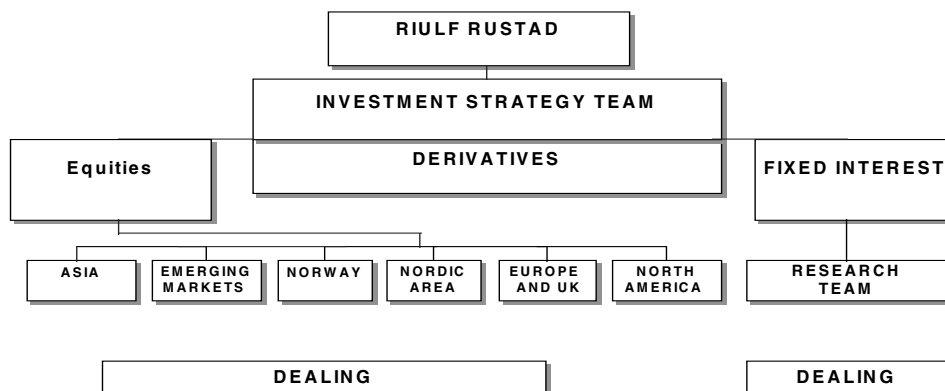 RIULF RUSTAD
INVESTMENT STRATEGY TEAM
Equities
DERIVATIVES
FIXED INTEREST
ASIA
EMERGING
MARKETS
NORWAY
NORDIC
AREA
EUROPE
AND UK
NORTH
AMERICA
RESEARCH
TEAM
DEALING
DEALING